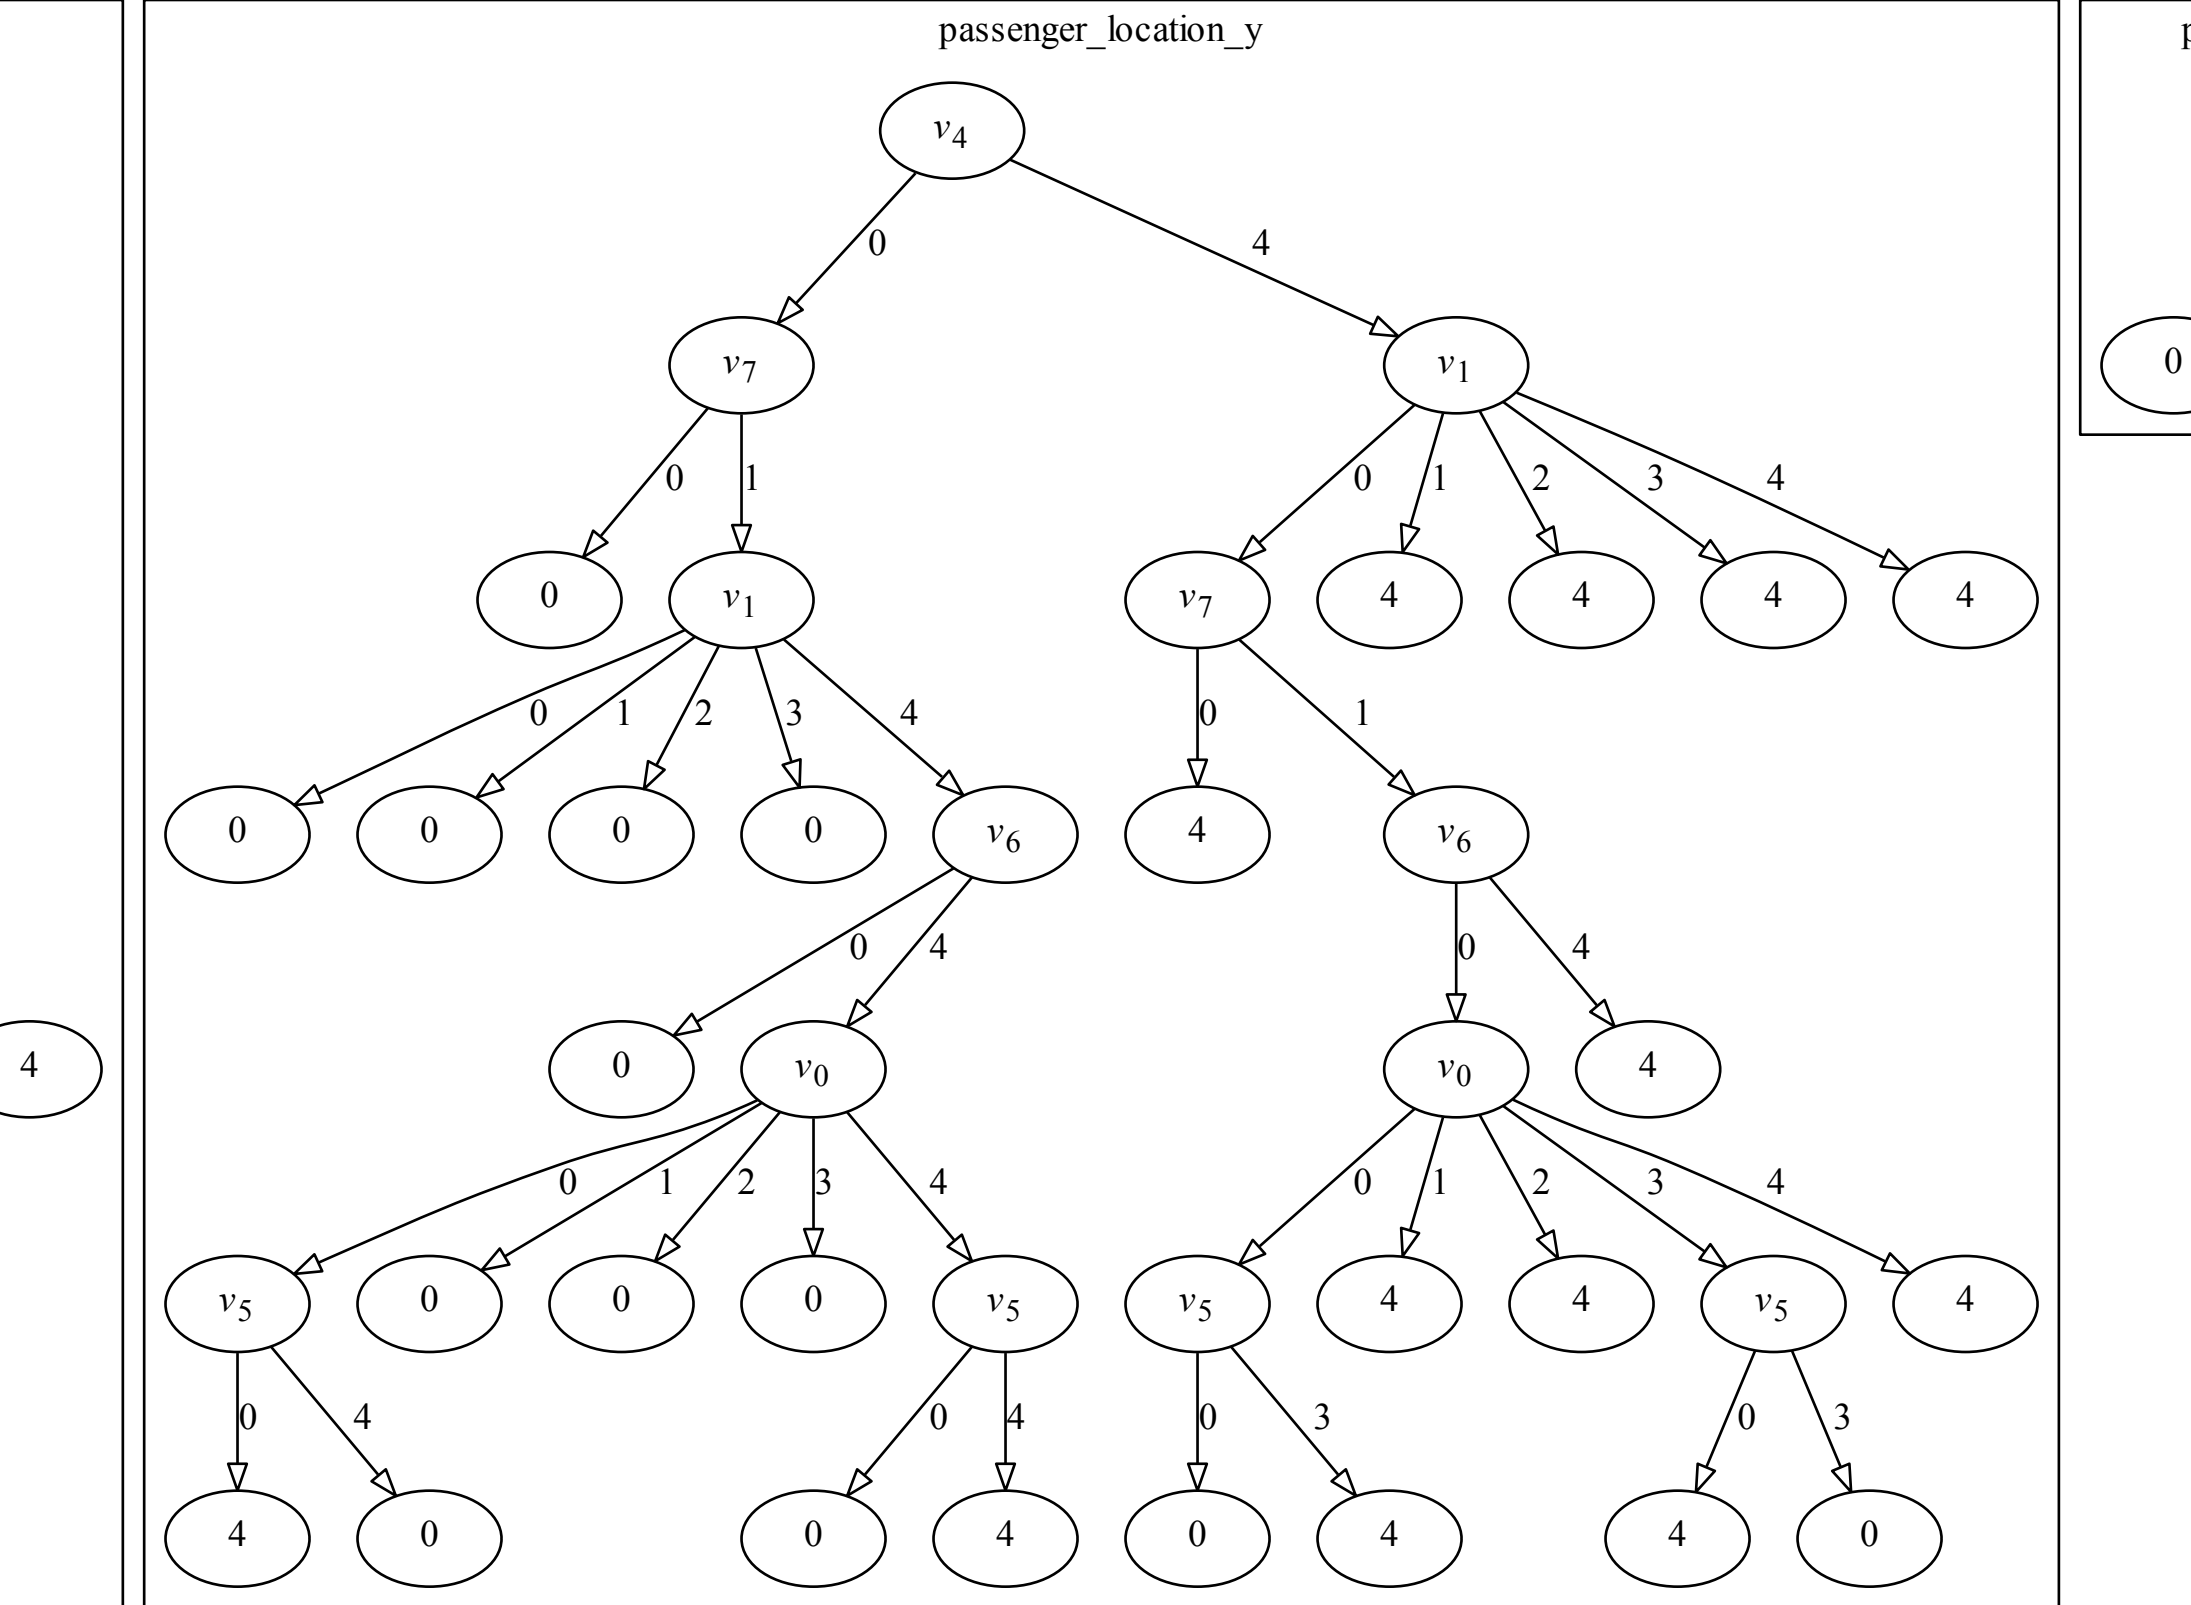 passenger_location_y
p
v4
0 4
v7 v1
0
0 1 0 1 2 3 4
0 v1 v7 4 4 4 4
0 1 2 3 4 0 1
0 0 0 0 v6 4 v6
0 4 0 4
4
0 v0 v0 4
0 1 2 3 4 0 1 2 3 4
v5 0 0 0 v5 v5 4 4 v5 4
0 4 0 4 0 3 0 3
4 0 0 4 0 4 4 0